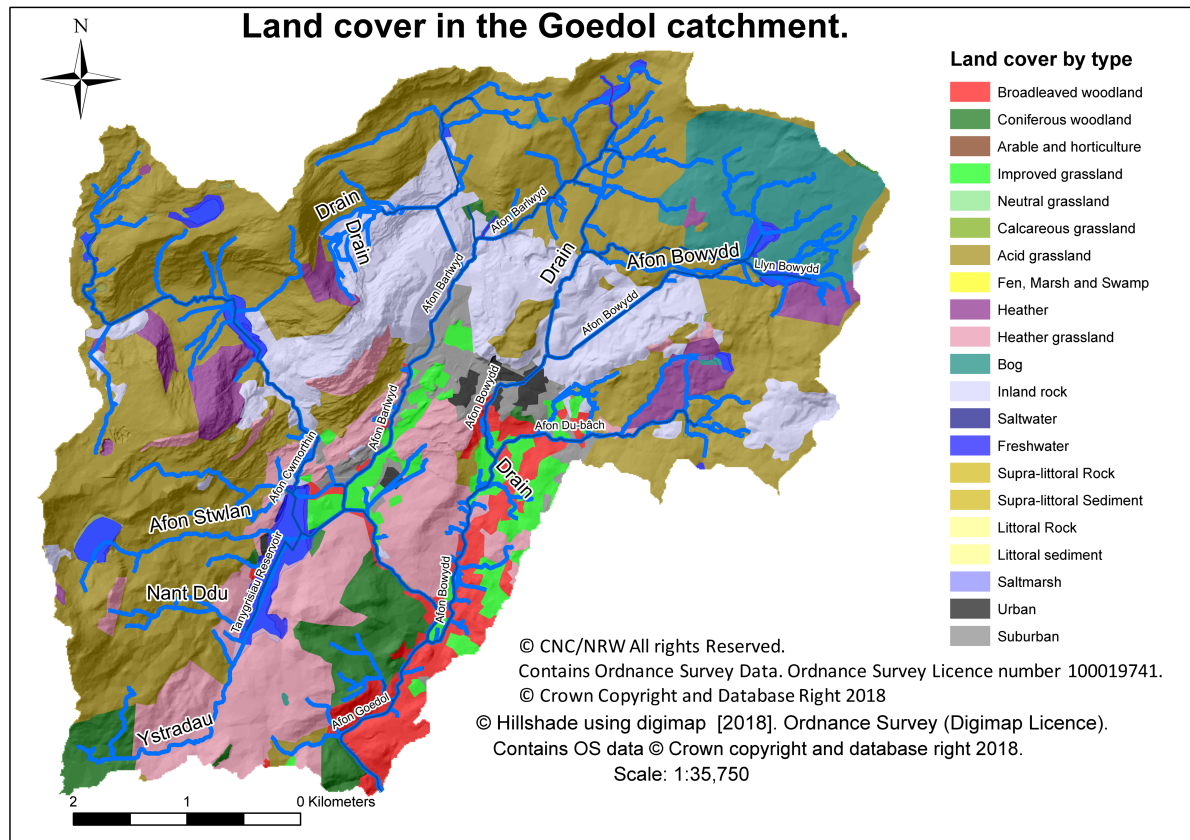 Land cover in the Goedol catchment.
N
Land cover by type
Broadleaved woodland
Coniferous woodland
Arable and horticulture
Improved grassland
Neutral grassland
Calcareous grassland
Acid grassland
Fen, Marsh and Swamp
Heather
Heather grassland
Bog
Inland rock
Saltwater
Freshwater
Supra-littoral Rock
Supra-littoral Sediment
Littoral Rock
Littoral sediment
Saltmarsh
Urban
Suburban
Drain
Drain
Afon Barlwyd
Afon Barlwyd
Drain
Afon Bowydd
Llyn Bowydd
Afon Bowydd
Afon Barlwyd
Afon Bowydd
Afon Du-bâch
Drain
Afon Cwmorthin
Afon Stwlan
Tanygrisiau Reservoir
Nant Ddu
Afon Bowydd
Afon Goedol
Ystradau
© CNC/NRW All rights Reserved.
Contains Ordnance Survey Data. Ordnance Survey Licence number 100019741.
© Crown Copyright and Database Right 2018
© Hillshade using digimap [2018]. Ordnance Survey (Digimap Licence).
Contains OS data © Crown copyright and database right 2018.
Scale: 1:35,750
2 1 0 Kilometers